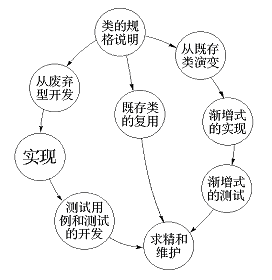 类的规
格说明
从废弃
型开发
从既存
类演变
既存类
的复用
渐增式
的实现
实现
渐增式
的测试
测试用
例和测试
的开发
求精和
维护